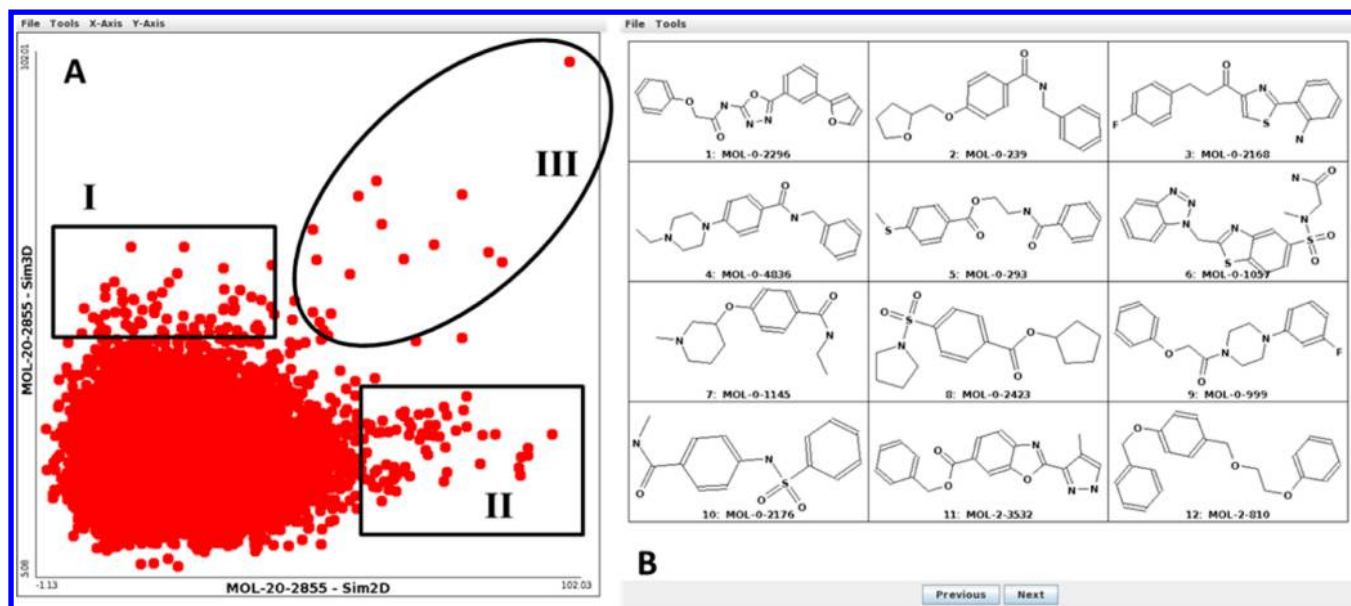 File Tools X-Axis Y-Axis
A
102.01
I
III
II
MOL-20-2855 - Sim3D
5.08
-1.13
102.03
MOL-20-2855 - Sim2D
File Tools
O
O
N
O
O
N
N
O
1: MOL-0-2296
O
N
O
O
2: MOL-0-239
O
N
S
F
N
3: MOL-0-2168
O
N
N
N
4: MOL-0-4836
S
O
O
N
O
5: MOL-0-293
O
N
N
N
N
N
N
S
S
O
O
6: MOL-0-1057
O
O
N
N
7: MOL-0-1145
O
S
O
N
O
O
8: MOL-0-2423
O
O
N
N
F
9: MOL-0-999
N
O
N
S
O
O
10: MOL-0-2176
O
O
N
O
N
N
11: MOL-2-3532
O
O
O
12: MOL-2-810
B
Previous Next